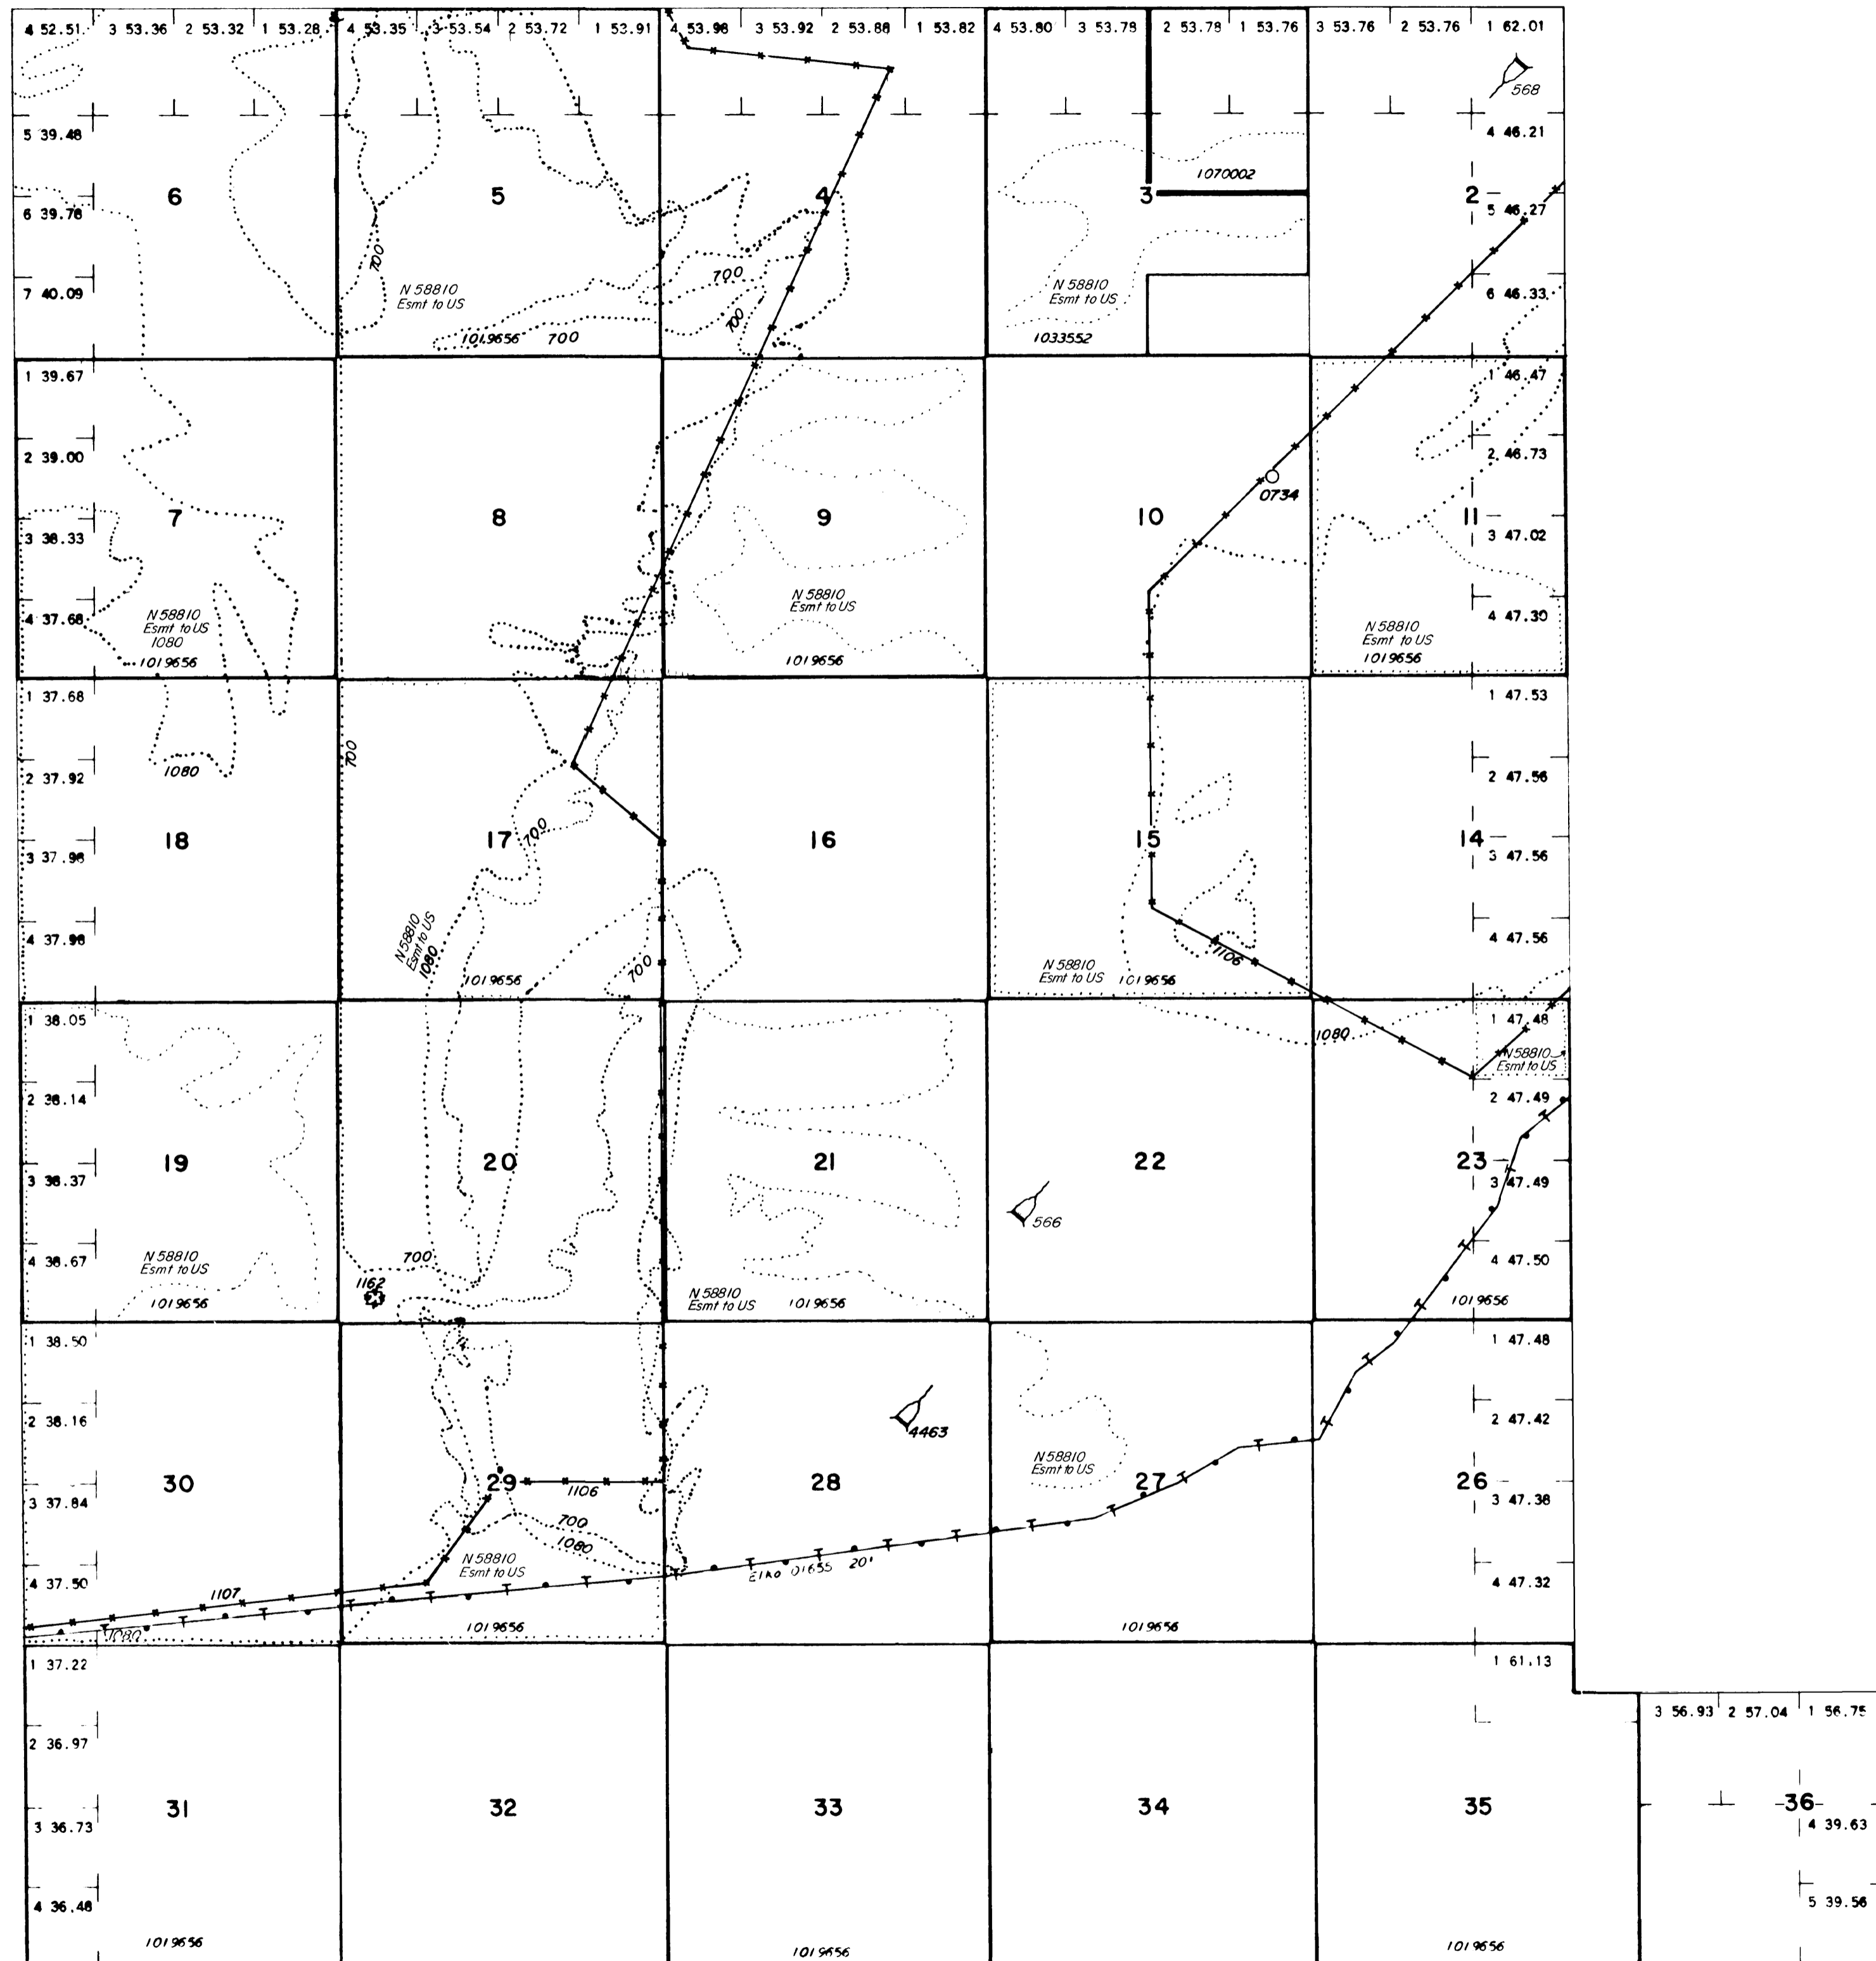 4 52.51 3 53.36 2 53.32 1 53.28 4 53.35 3 53.54 2 53.72 1 53.91 4 53.98 3 53.92 2 53.88 1 53.82 4 53.80 3 53.79 2 53.78 1 53.76 3 53.76 2 53.76 1 62.01
568
5 39.48
4 46.21
1070002
6 5 4 3 2
6 39.78
5 46.27
700
700
7 40.09
N 58810
Esmt to US
N 58810
Esmt to US
6 46.33
700
1019656 700
1033552
1 39.67
1 46.47
2 39.00
2 46.73
0734
7 8 9 10 11
3 38.33
3 47.02
4 37.68
N 58810
Esmt to US
1080
1019656
N 58810
Esmt to US
1019656
4 47.30
N 58810
Esmt to US
1019656
1 37.68
1 47.53
700
2 37.92
1080
2 47.56
700
18 17 16 15 14
3 37.98
3 47.56
4 37.98
N 58810
Esmt to US
1080
1019656
700
4 47.56
1106
N 58810
Esmt to US
1019656
1 38.05
1 47.48
1080
N 58810
Esmt to US
2 38.14
2 47.49
19 20 21 22 23
3 38.37
3 47.49
566
4 38.67
N 58810
Esmt to US
1019656
700
1162
4 47.50
N 58810
Esmt to US
1019656
1019656
1 38.50
1 47.48
2 38.16
2 47.42
4463
N 58810
Esmt to US
30 29 28 27 26
1106
3 37.84
3 47.38
700
1080
N 58810
Esmt to US
Elko 01655 20'
4 37.50
4 47.32
1107
1080
1019656
1019656
1 37.22
1 61.13
3 56.93 2 57.04 1 56.75
2 36.97
31 32 33 34 35 36
3 36.73
4 39.63
4 36.48
5 39.56
1019656
1019656
1019656